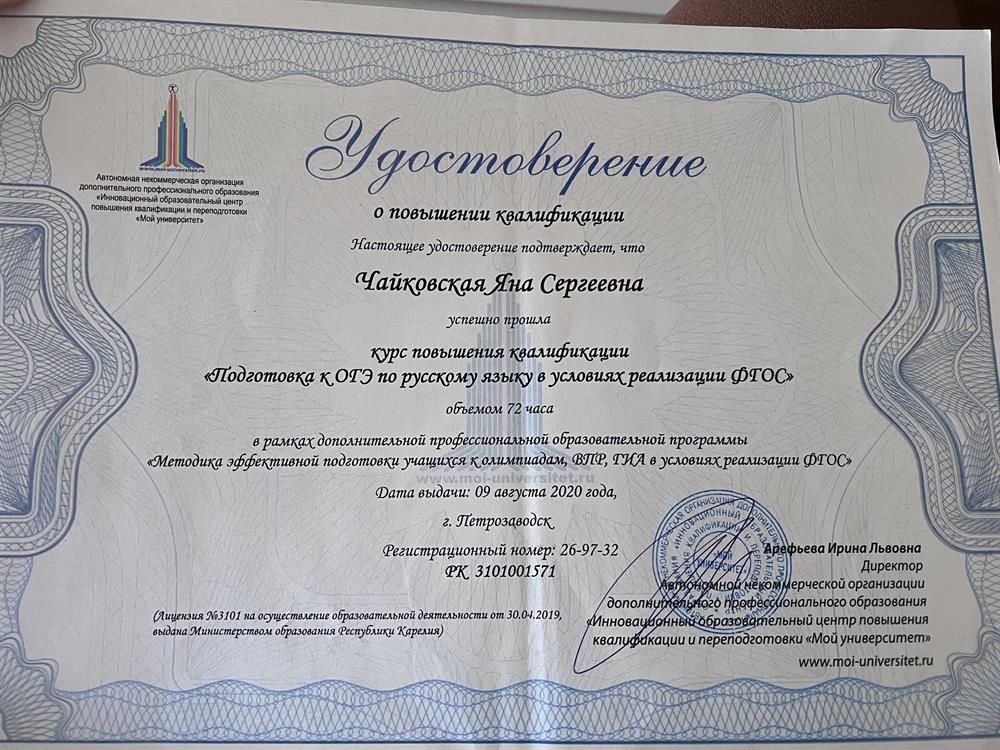 www.moi-universitet.ru
Автономная некоммерческая организация
дополнительного профессионального образования
«Инновационный образовательный центр
повышения квалификации и переподготовки
«Мой университет»
Удостоверение
о повышении квалификации
Настоящее удостоверение подтверждает, что
Чайковская Яна Сергеевна
успешно прошла
курс повышения квалификации
«Подготовка к ОГЭ по русскому языку в условиях реализации ФГОС»
объемом 72 часа
в рамках дополнительной профессиональной образовательной программы
«Методика эффективной подготовки учащихся к олимпиадам, ВПР, ГИА в условиях реализации ФГОС»
www.moi-universitet.ru
Дата выдачи: 09 августа 2020 года,
г. Петрозаводск
Регистрационный номер: 26-97-32
РК 3101001571
(Лицензия №3101 на осуществление образовательной деятельности от 30.04.2019,
выдана Министерством образования Республики Карелия)
«МОЙ
УНИВЕРСИТЕТ»
Арефьева Ирина Львовна
Директор
Автономной некоммерческой организации
дополнительного профессионального образования
«Инновационный образовательный центр повышения
квалификации и переподготовки «Мой университет»
www.moi-universitet.ru